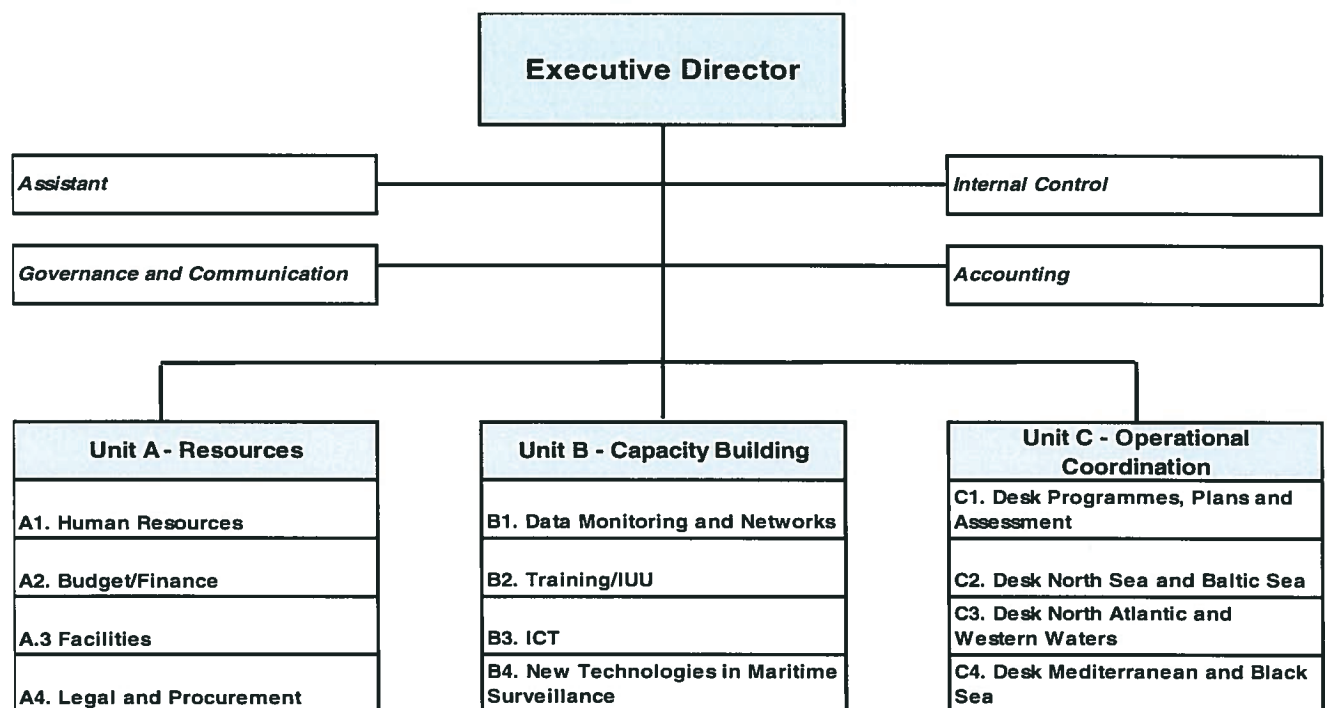 Executive Director
Assistant
Internal Control
Governance and Communication
Accounting
Unit A - Resources
A1. Human Resources
A2. Budget/Finance
A.3 Facilities
A4. Legal and Procurement
Unit B - Capacity Building
B1. Data Monitoring and Networks
B2. Training/IUU
B3. ICT
B4. New Technologies in Maritime
Surveillance
Unit C - Operational
Coordination
C1. Desk Programmes, Plans and
Assessment
C2. Desk North Sea and Baltic Sea
C3. Desk North Atlantic and
Western Waters
C4. Desk Mediterranean and Black
Sea